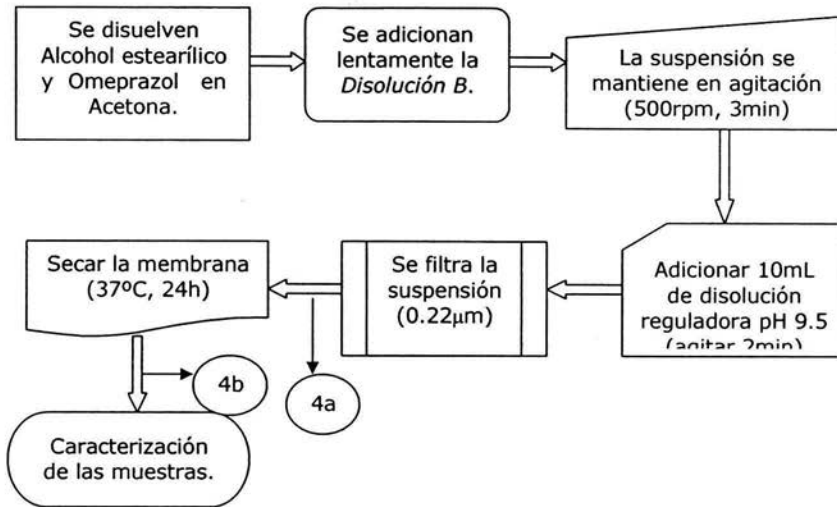 Se disuelven
Alcohol estearílico
y Omeprazol en
Acetona.
Se adicionan
lentamente la
Disolución B.
La suspensión se
mantiene en agitación
(500rpm, 3min)
Adicionar 10mL
de disolución
reguladora pH 9.5
(agitar 2min)
Se filtra la
suspensión
(0.22µm)
Secar la membrana
(37ºC, 24h)
4a
4b
Caracterización
de las muestras.